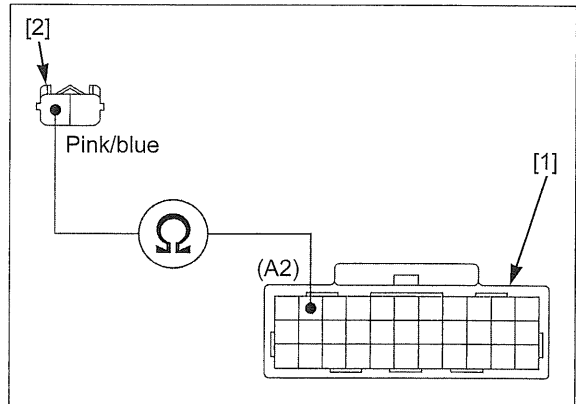 [2]
Pink/blue
[1]
Ω
(A2)